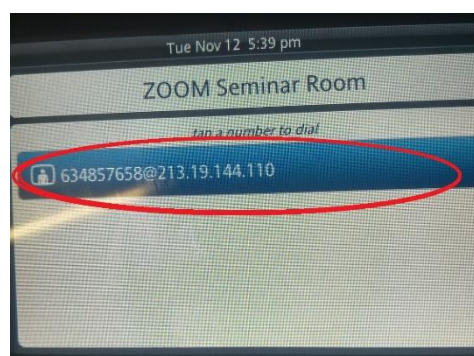 Tue Nov 12 5:39 pm
ZOOM Seminar Room
tap a number to dial
634857658@213.19.144.110